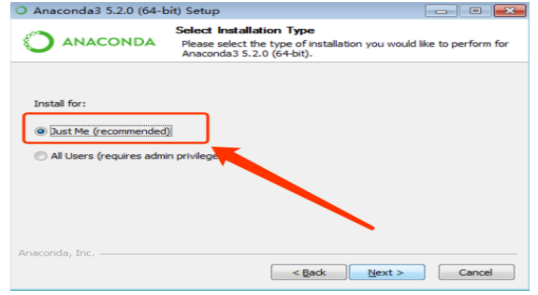 Anaconda3 5.2.0 (64-bit) Setup
ANACONDA
Select Installation Type
Please select the type of installation you would like to perform for
Anaconda3 5.2.0 (64-bit).
Install for:
Just Me (recommended)
All Users (requires admin privilege
Anaconda, Inc.
< Back
Next >
Cancel